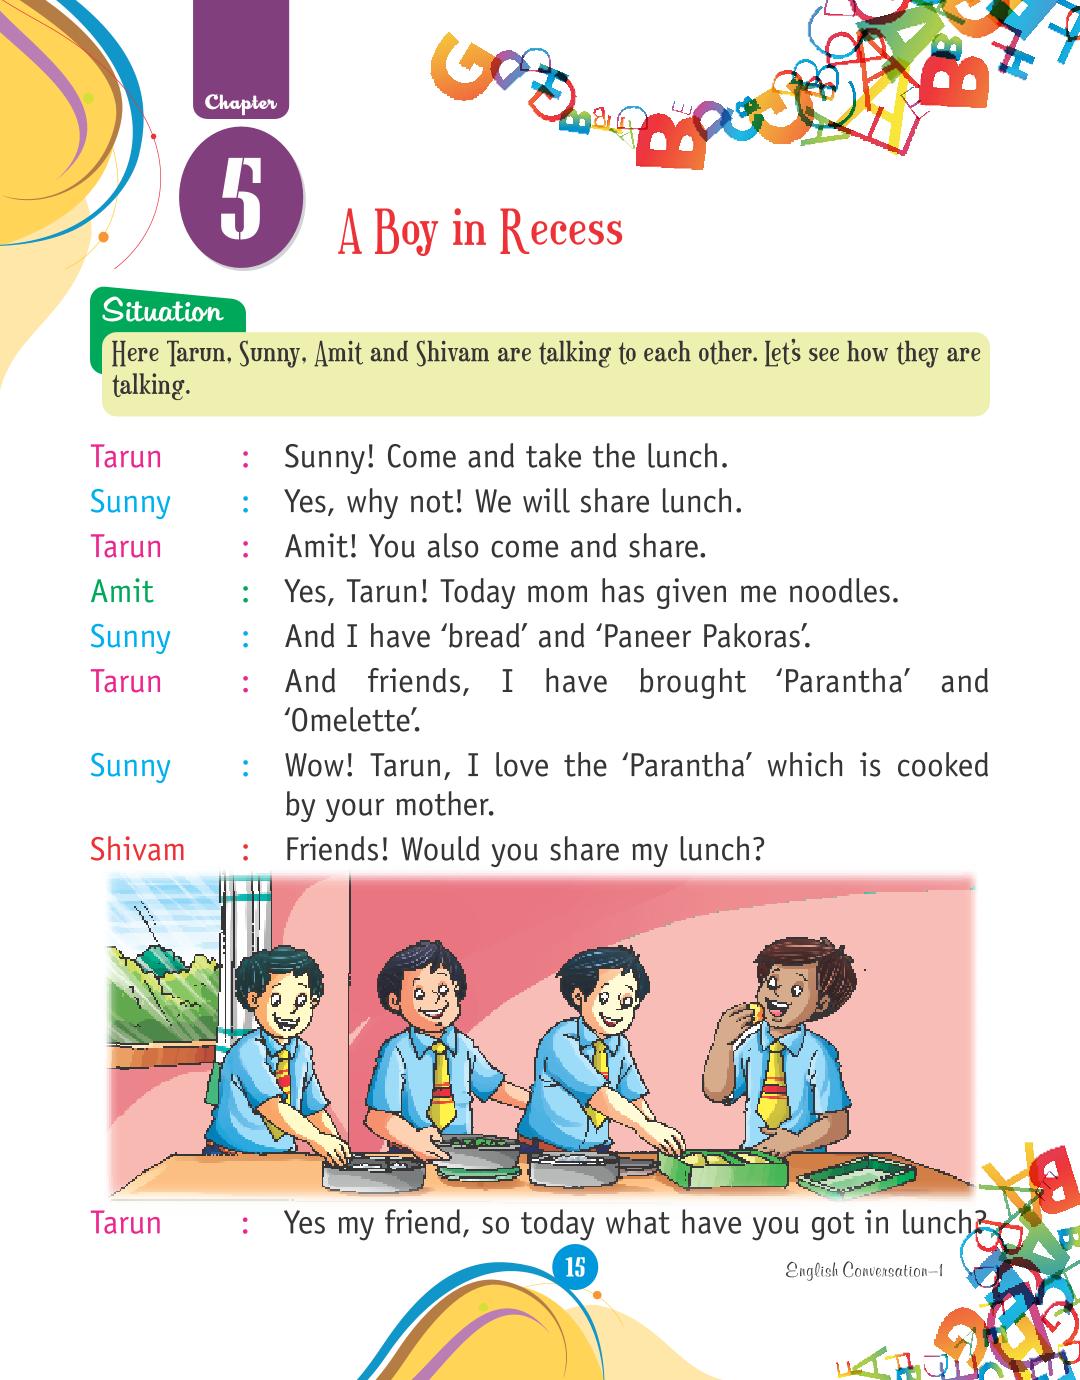 Chapter
5
A Boy in Recess
Situation
Here Tarun, Sunny, Amit and Shivam are talking to each other. Let's see how they are
talking.
Tarun : Sunny! Come and take the lunch.
Sunny : Yes, why not! We will share lunch.
Tarun : Amit! You also come and share.
Amit : Yes, Tarun! Today mom has given me noodles.
Sunny : And I have ‘bread’ and ‘Paneer Pakoras’.
Tarun : And friends, I have brought ‘Parantha’ and
‘Omelette’.
Sunny : Wow! Tarun, I love the ‘Parantha’ which is cooked
by your mother.
Shivam : Friends! Would you share my lunch?
Tarun : Yes my friend, so today what have you got in lunch?
15
English Conversation–1